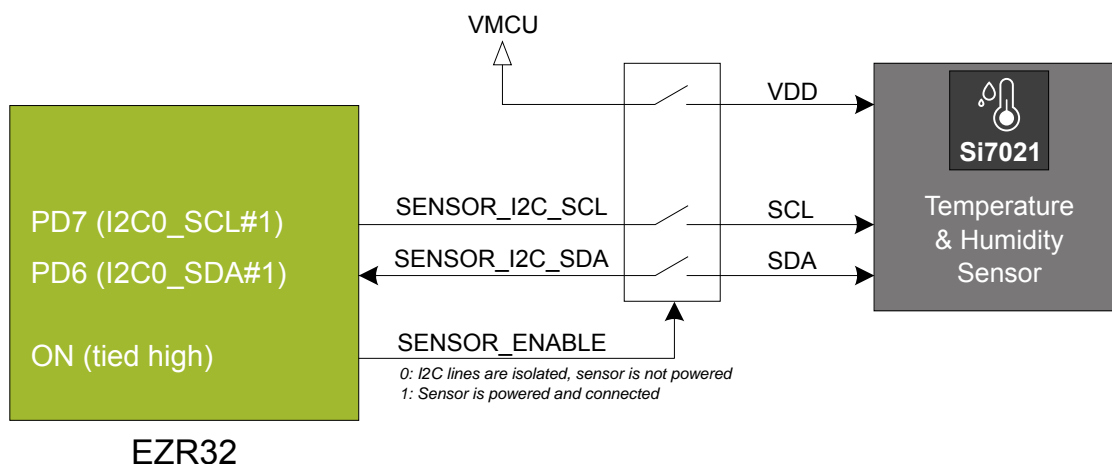 VMCU
VDD
Si7021
PD7 (I2C0_SCL#1)
SENSOR_I2C_SCL
SCL
Temperature
& Humidity
Sensor
PD6 (I2C0_SDA#1)
SENSOR_I2C_SDA
SDA
ON (tied high)
SENSOR_ENABLE
0: I2C lines are isolated, sensor is not powered
1: Sensor is powered and connected
EZR32